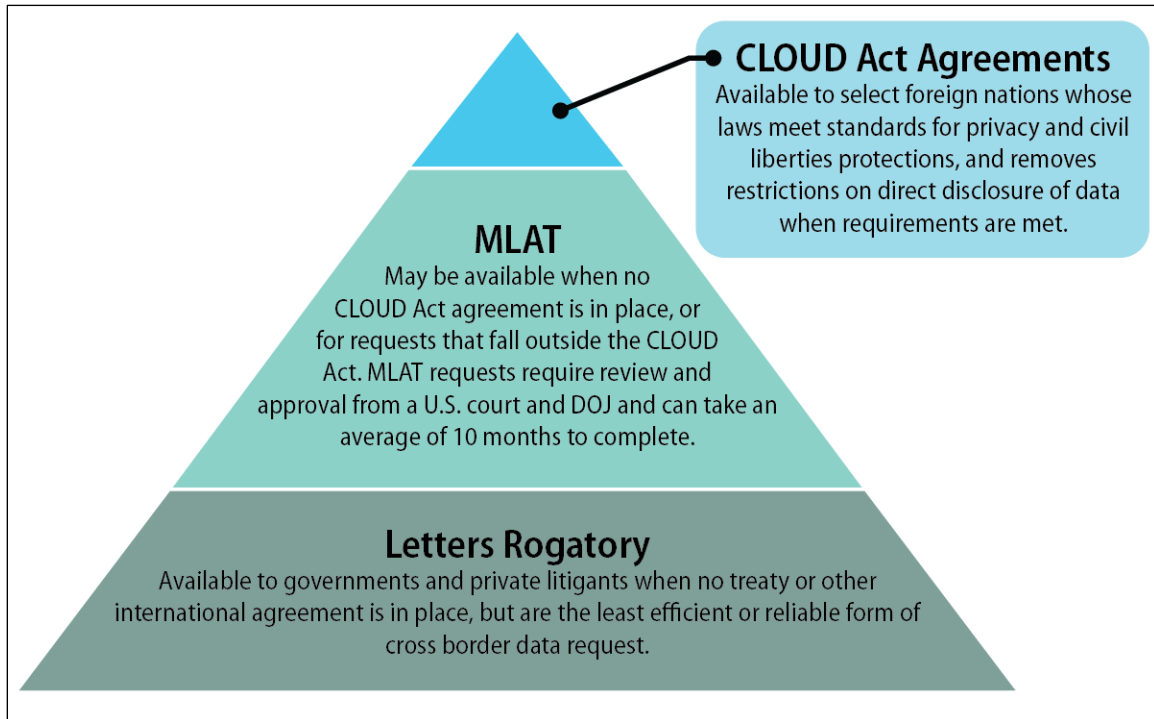 CLOUD Act Agreements
Available to select foreign nations whose
laws meet standards for privacy and civil
liberties protections, and removes
restrictions on direct disclosure of data
when requirements are met.
MLAT
May be available when no
CLOUD Act agreement is in place, or
for requests that fall outside the CLOUD
Act. MLAT requests require review and
approval from a U.S. court and DOJ and can take an
average of 10 months to complete.
Letters Rogatory
Available to governments and private litigants when no treaty or other
international agreement is in place, but are the least efficient or reliable form of
cross border data request.